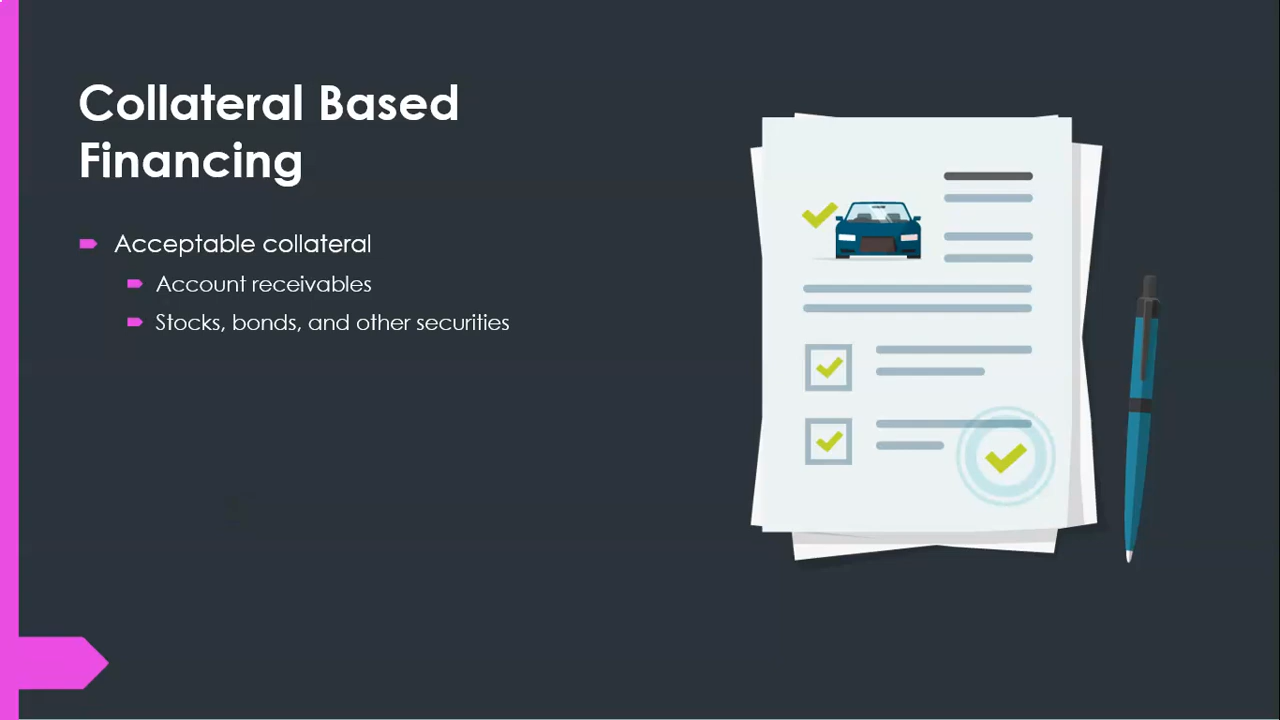 Collateral Based
Financing
Acceptable collateral
Account receivables
Stocks, bonds, and other securities